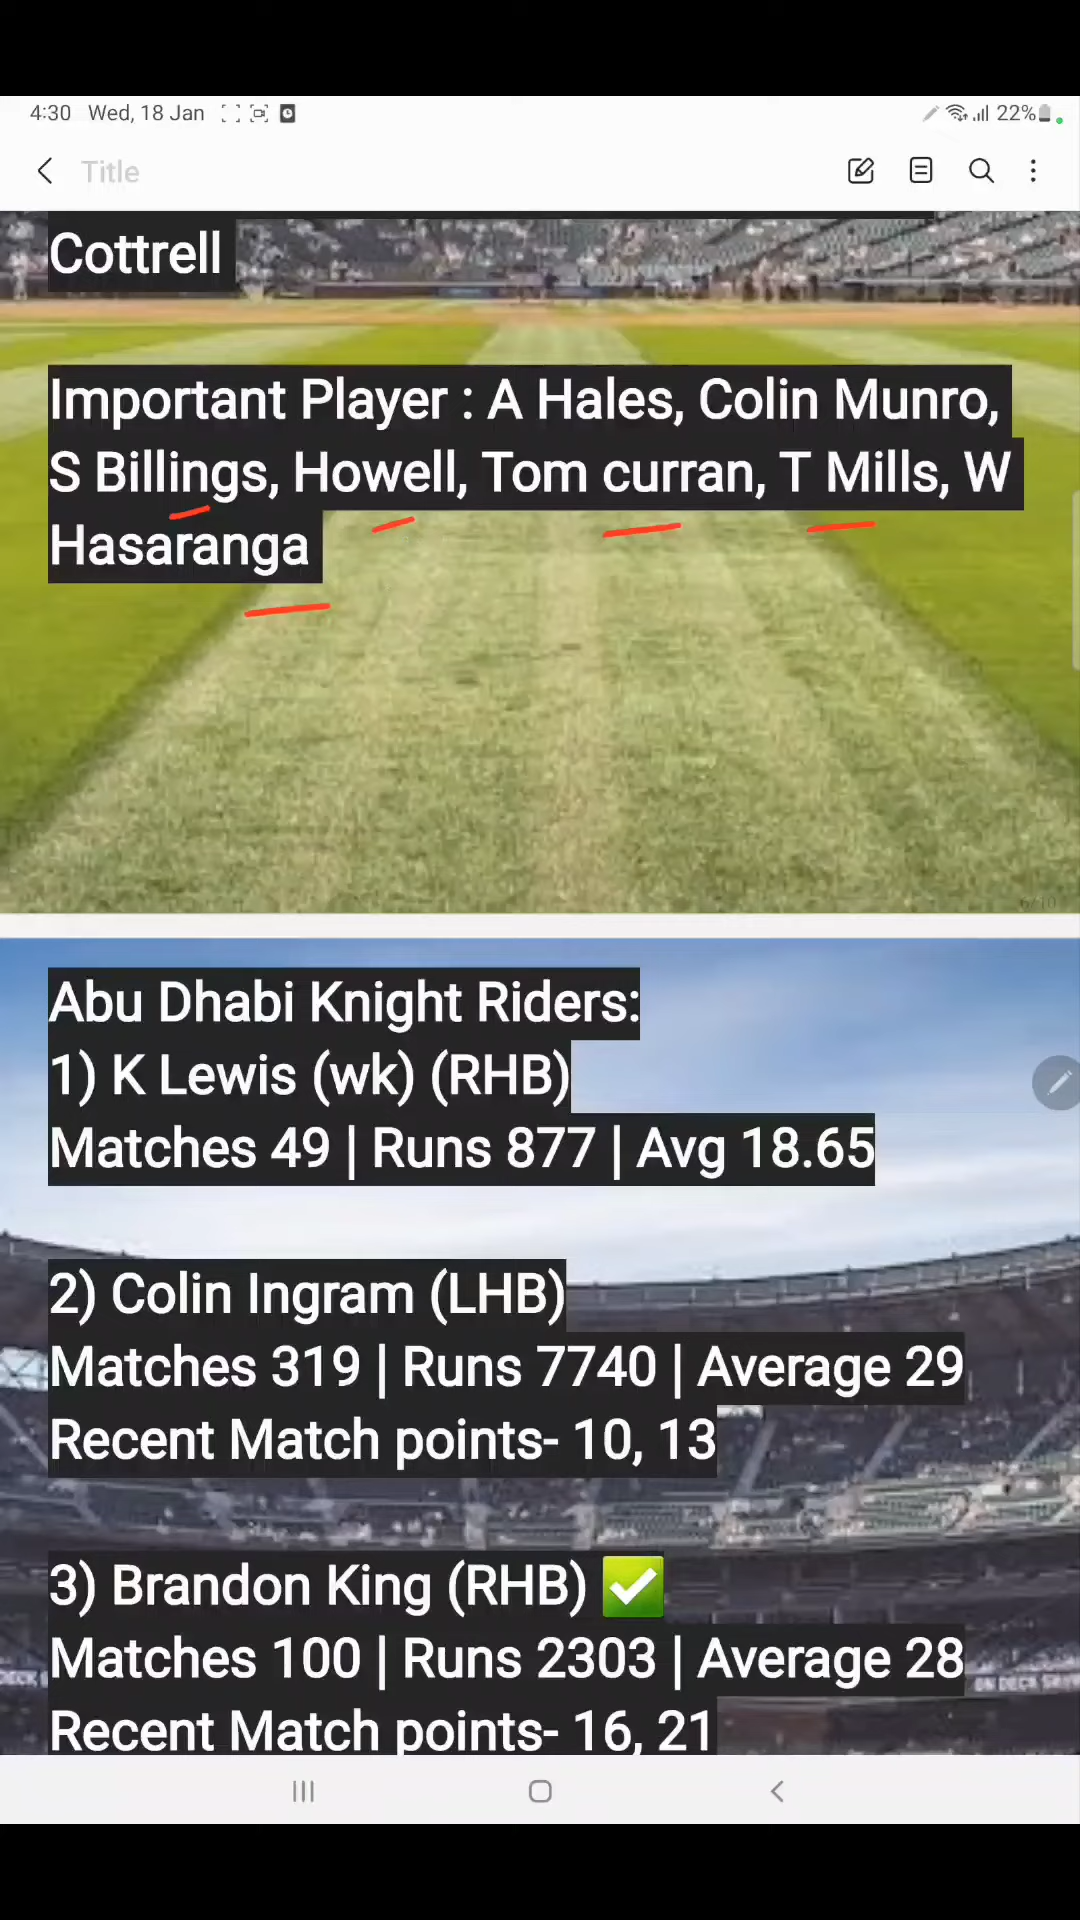 4:30 Wed, 18 Jan 22%
Title
Cottrell
Important Player : A Hales, Colin Munro,
S Billings, Howell, Tom curran, T Mills, W
Hasaranga
6/10
Abu Dhabi Knight Riders:
1) K Lewis (wk) (RHB)
Matches 49 | Runs 877 | Avg 18.65
2) Colin Ingram (LHB)
Matches 319 | Runs 7740 | Average 29
Recent Match points- 10, 13
3) Brandon King (RHB) ✅
Matches 100 | Runs 2303 | Average 28
Recent Match points- 16, 21